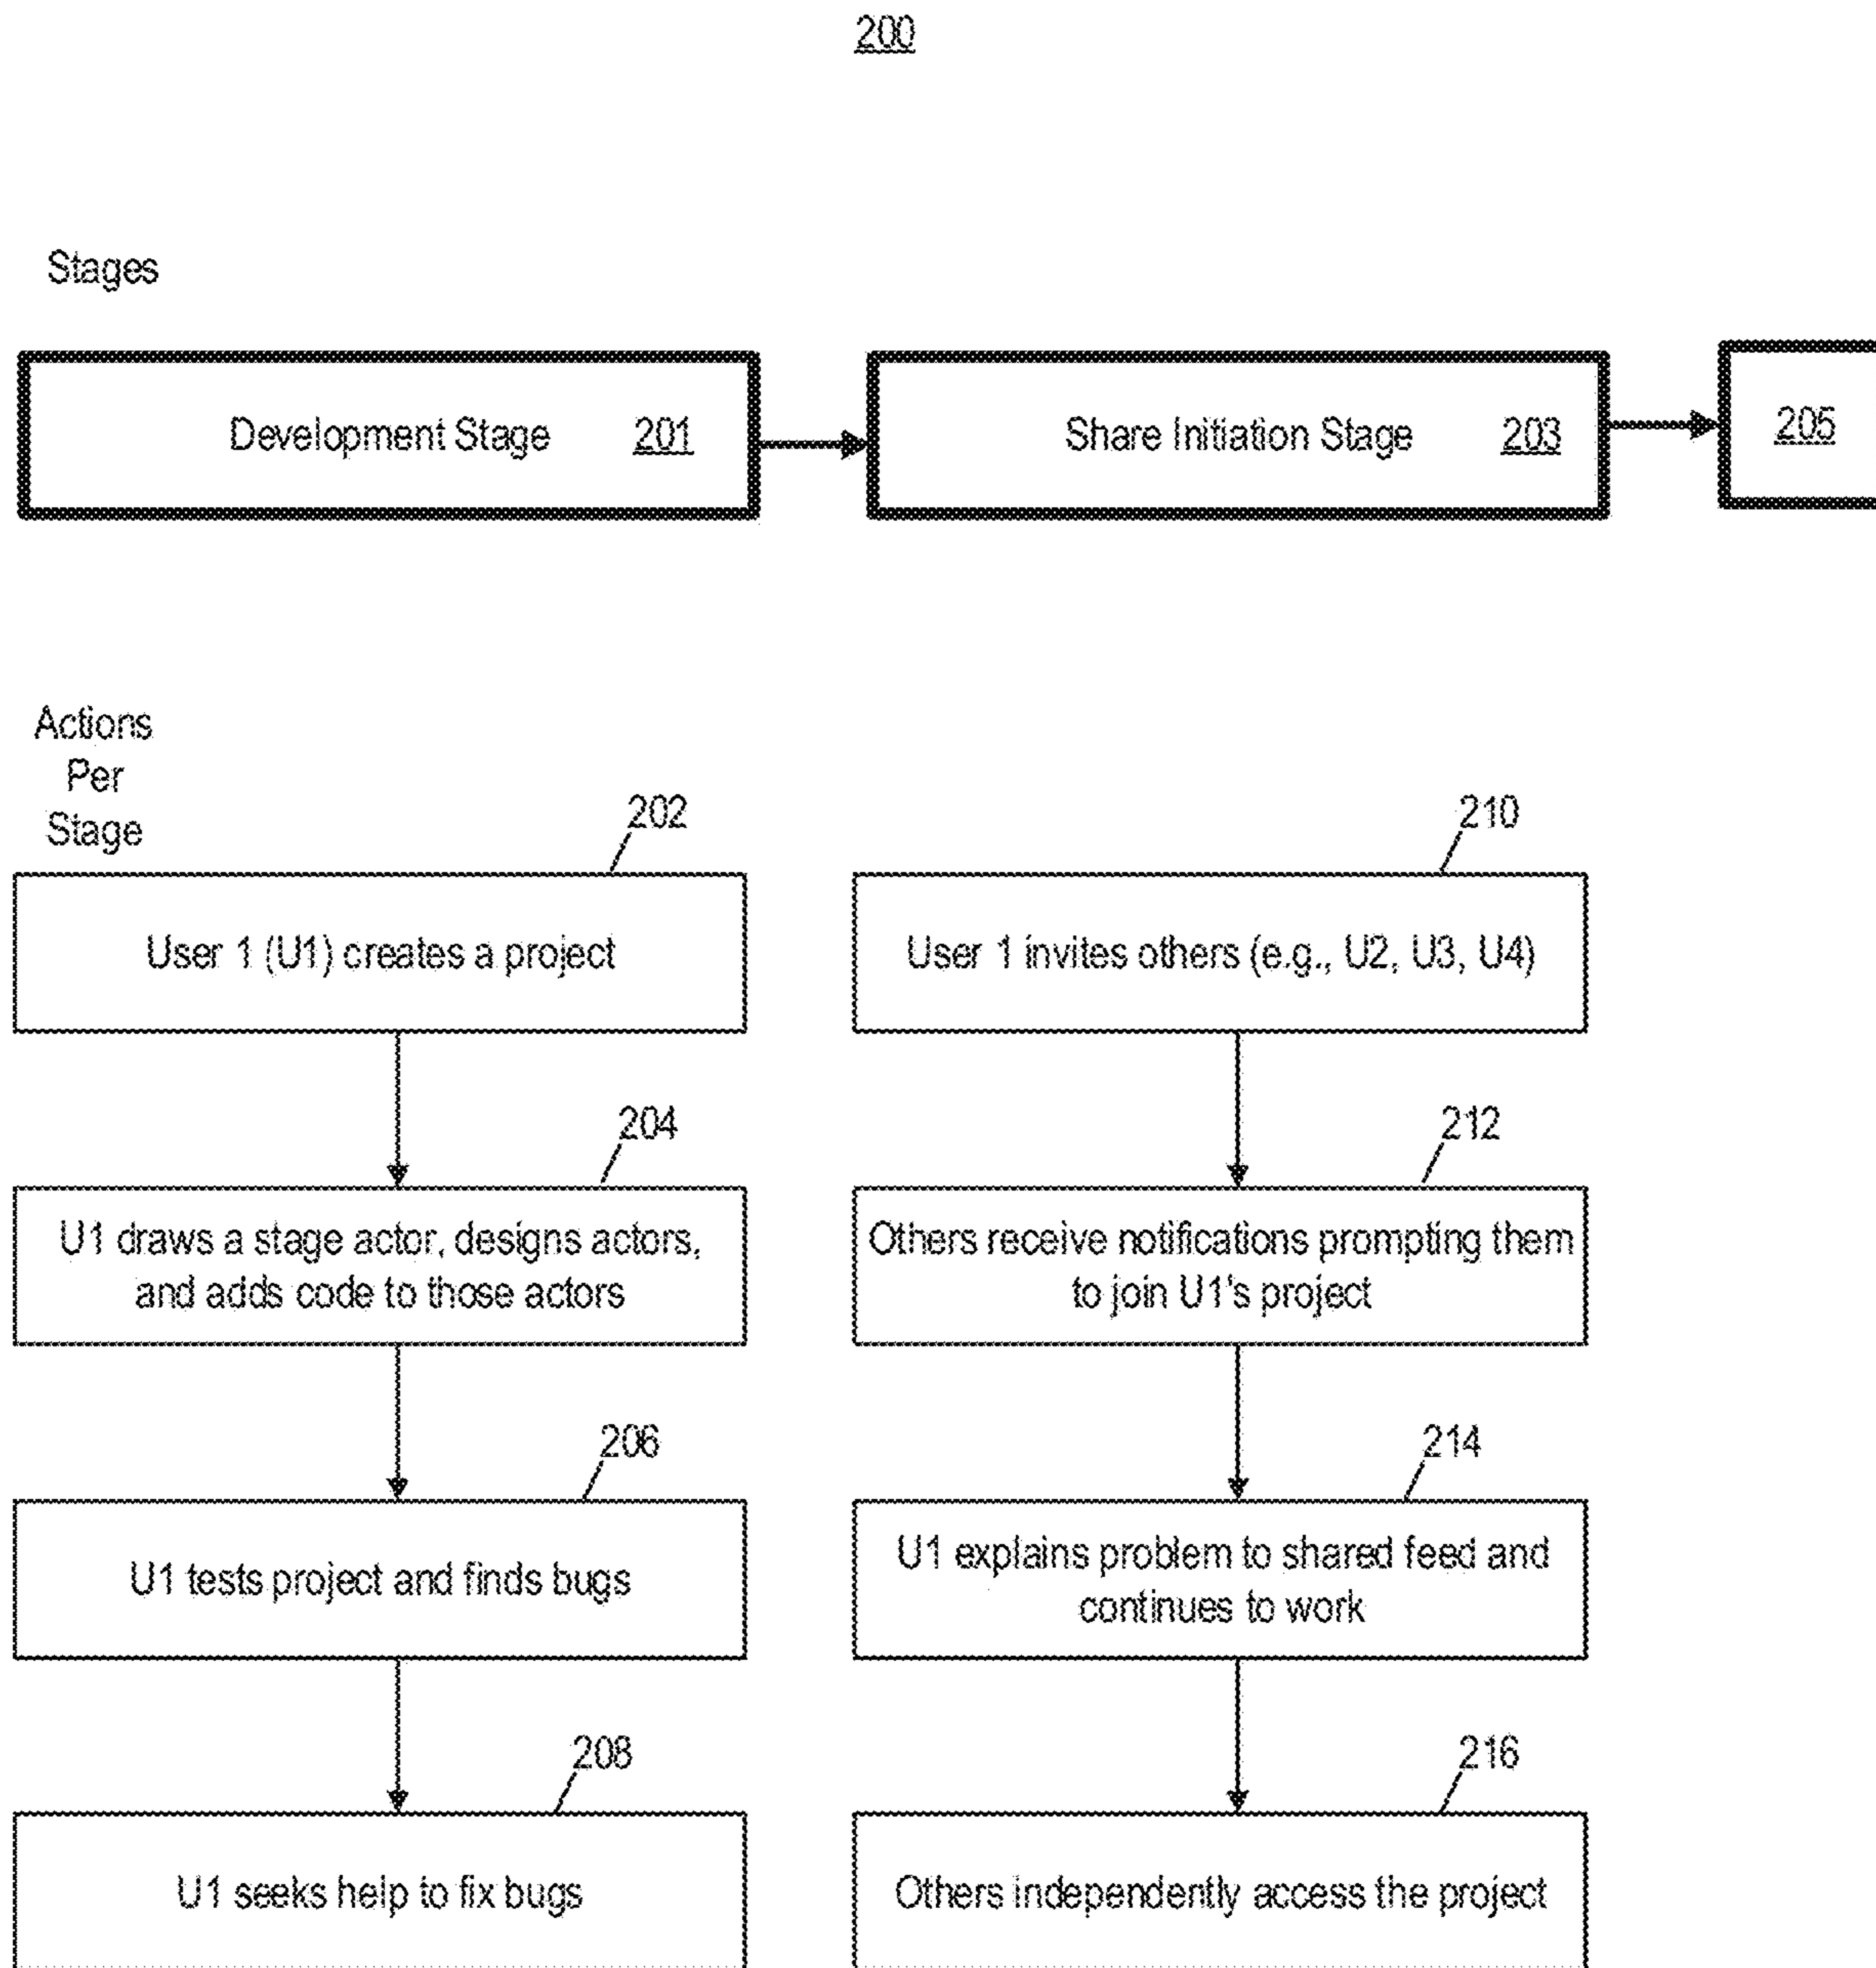 200
Stages
Development Stage 201
Share Initiation Stage 203
205
Actions
Per
Stage
202
User 1 (U1) creates a project
204
U1 draws a stage actor, designs actors,
and adds code to those actors
206
U1 tests project and finds bugs
208
U1 seeks help to fix bugs
210
User 1 invites others (e.g., U2, U3, U4)
212
Others receive notifications prompting them
to join U1's project
214
U1 explains problem to shared feed and
continues to work
216
Others independently access the project